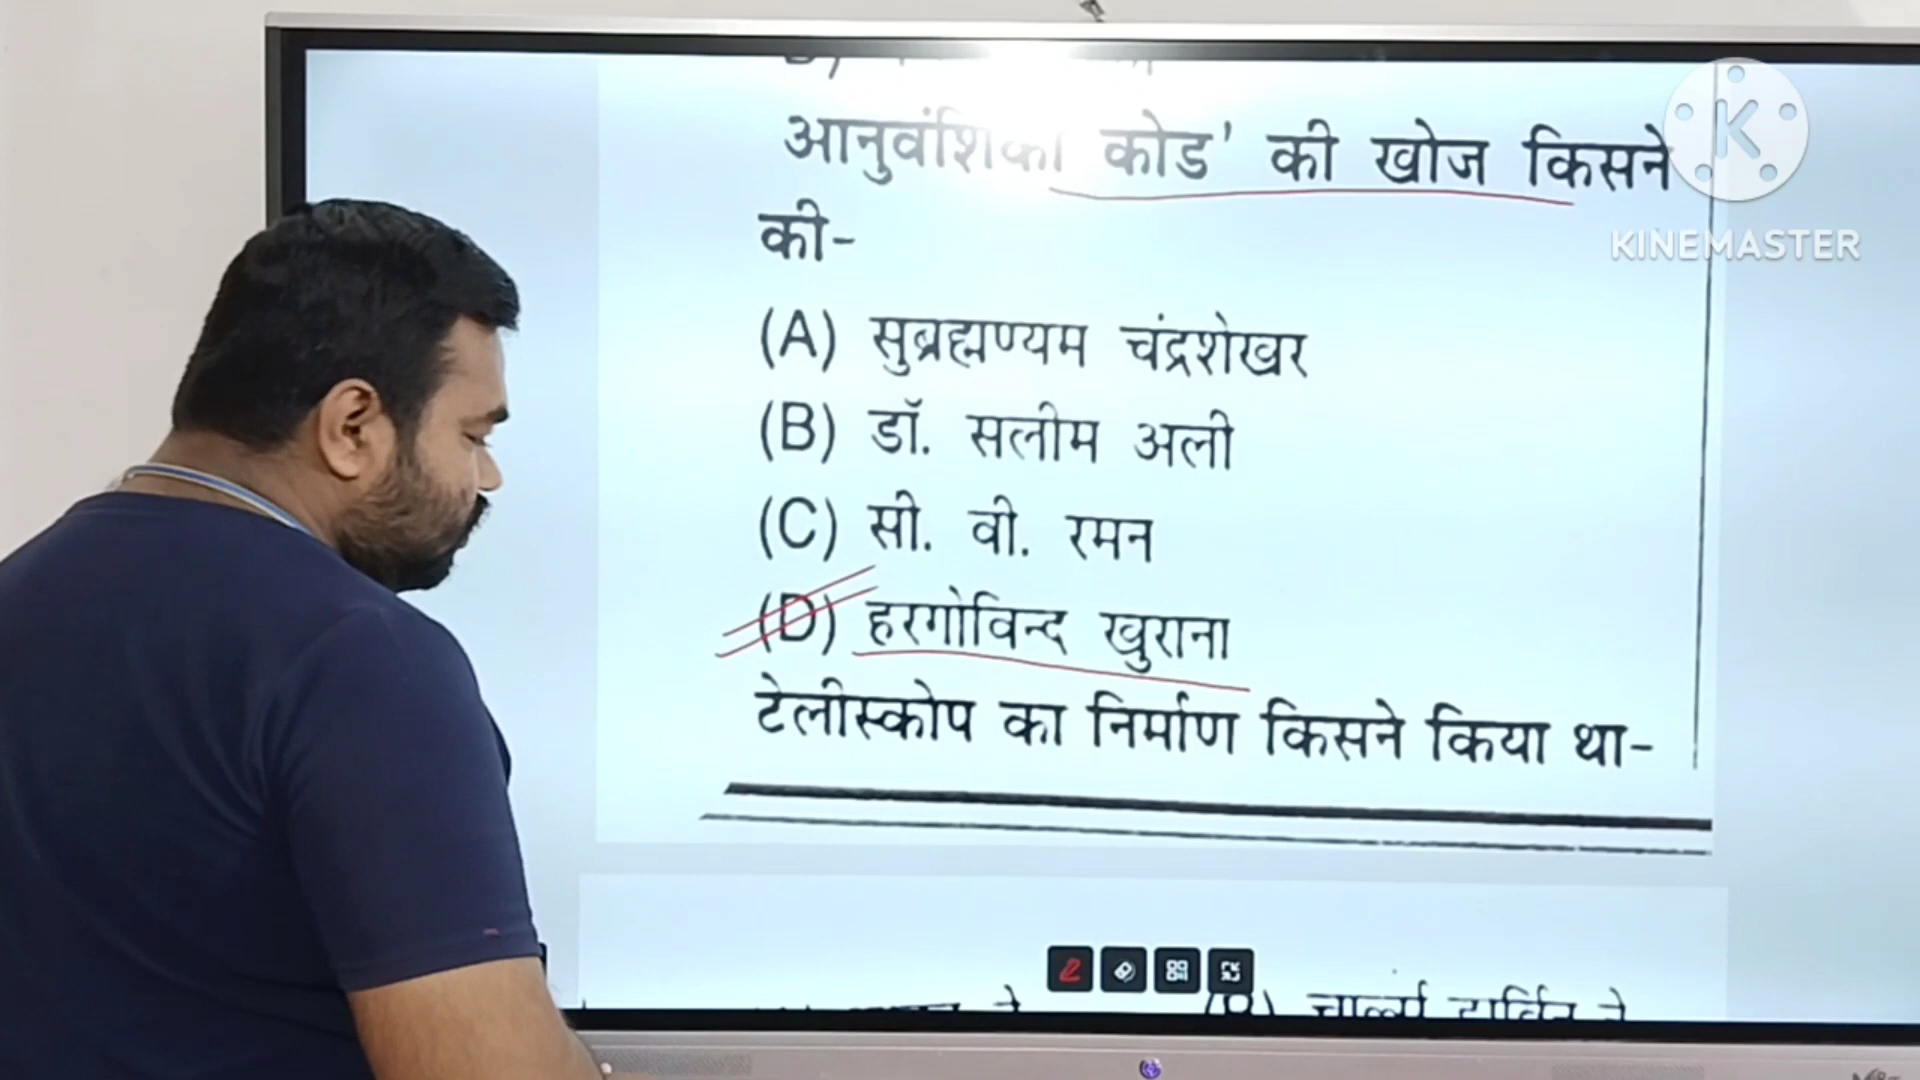 आनुवंशिकी कोड' की खोज किसने
की-
(A) सुब्रह्मण्यम चंद्रशेखर
(B) डॉ. सलीम अली
(C) सी. वी. रमन
(D) हरगोविन्द खुराना
टेलीस्कोप का निर्माण किसने किया था-
चार्ल्स डार्विन ने
K
KINEMASTER